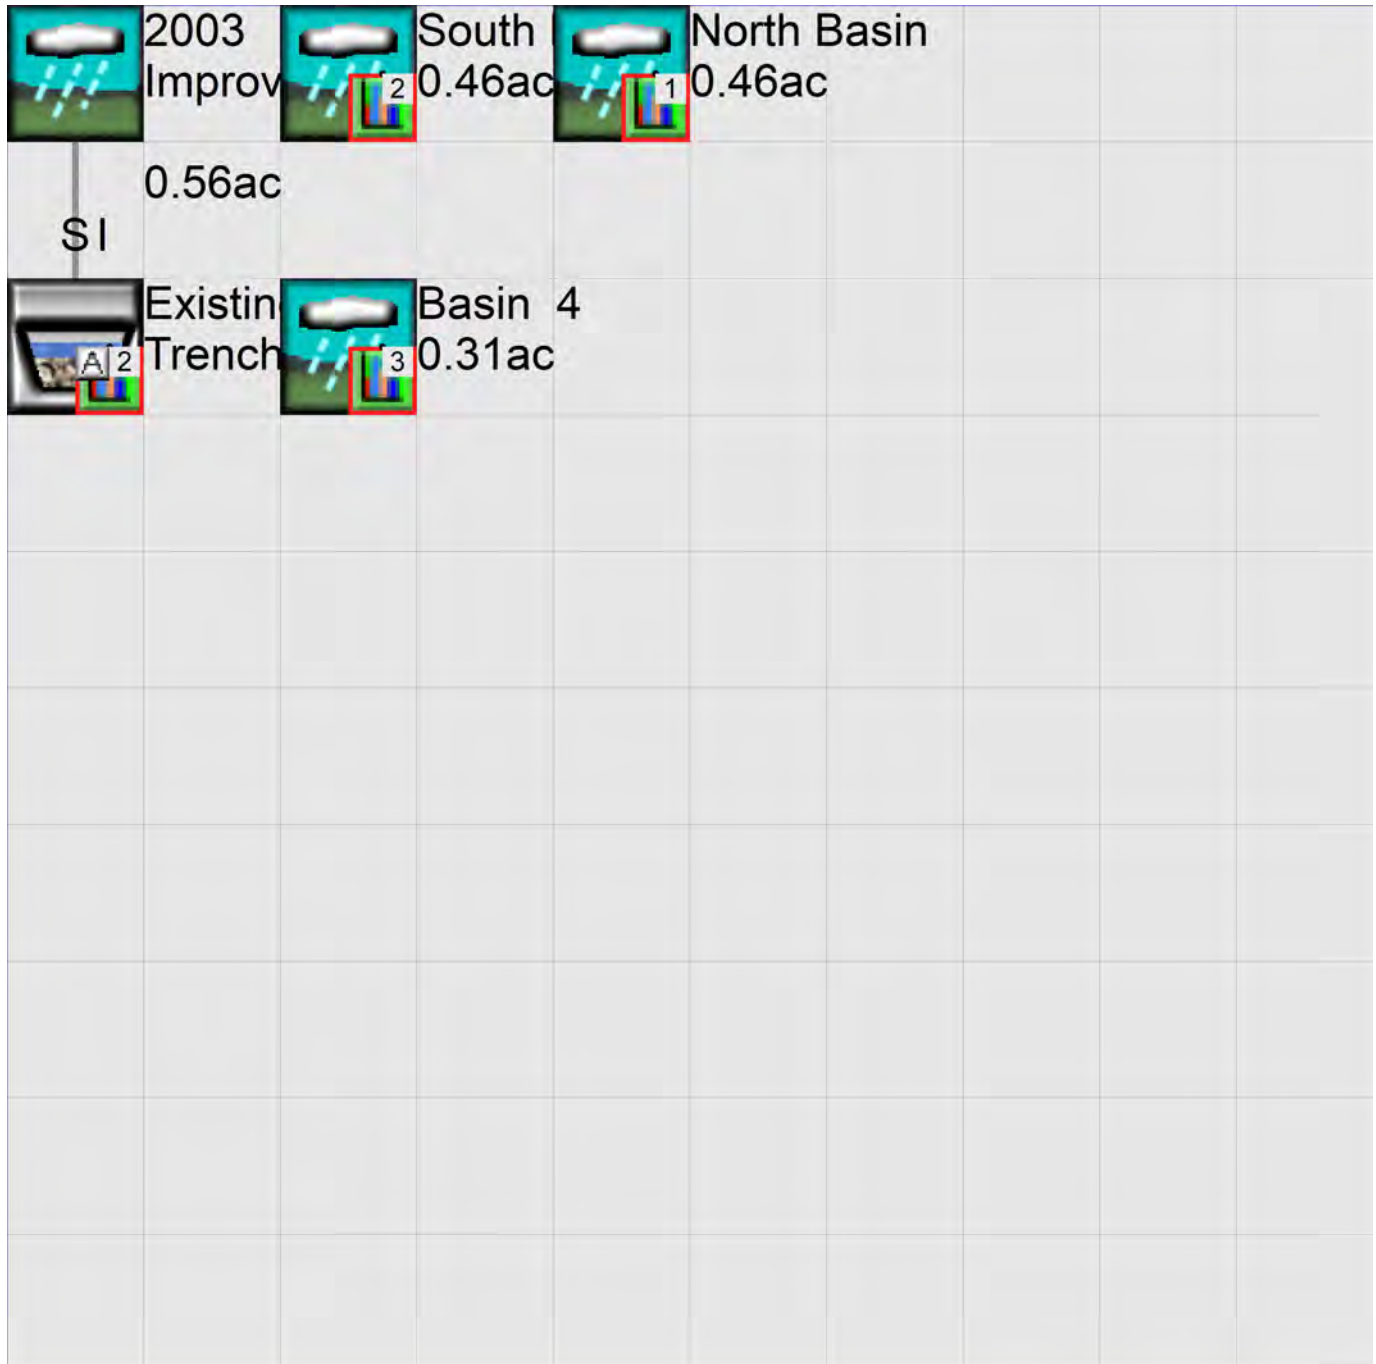 2003
Improv
0.56ac
South
2
0.46ac
North Basin
1
0.46ac
S I
Existin
Trench
A 2
Basin 4
3
0.31ac